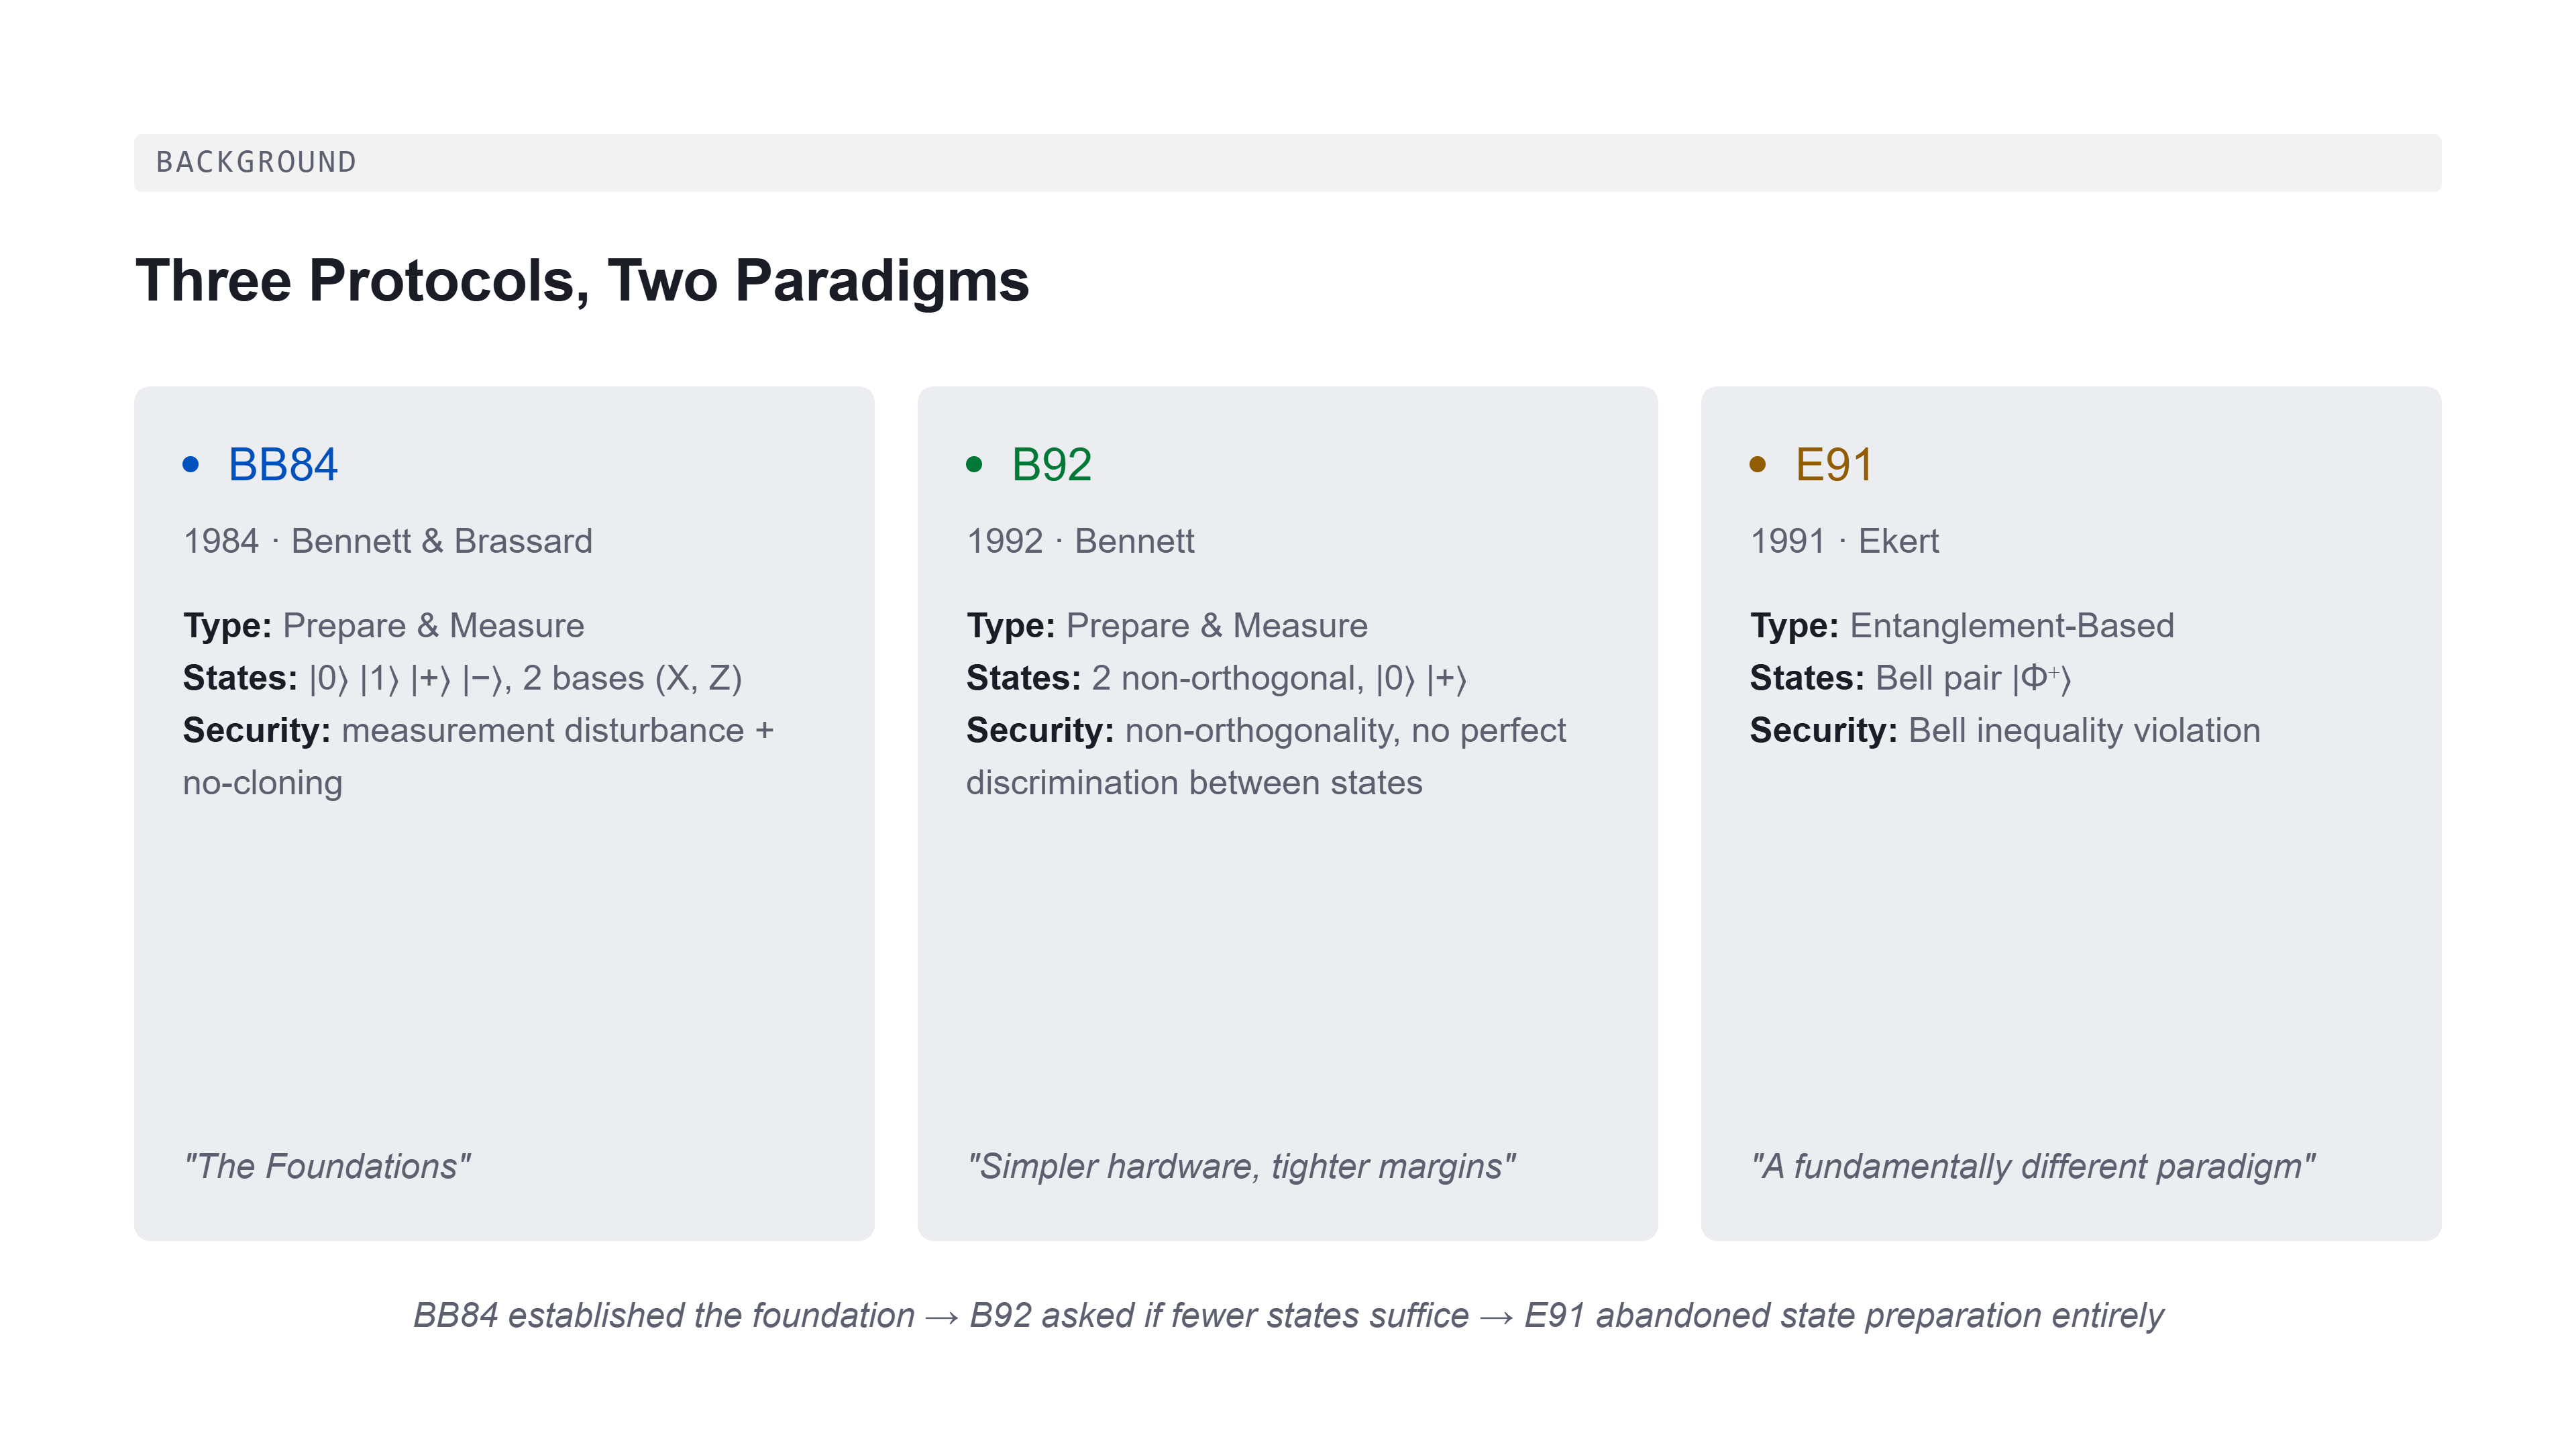 BACKGROUND
Three Protocols, Two Paradigms
• BB84
1984 · Bennett & Brassard
Type: Prepare & Measure
States: |0⟩ |1⟩ |+⟩ |−⟩, 2 bases (X, Z)
Security: measurement disturbance +
no-cloning
"The Foundations"
• B92
1992 · Bennett
Type: Prepare & Measure
States: 2 non-orthogonal, |0⟩ |+⟩
Security: non-orthogonality, no perfect
discrimination between states
"Simpler hardware, tighter margins"
• E91
1991 · Ekert
Type: Entanglement-Based
States: Bell pair |Φ⁺⟩
Security: Bell inequality violation
"A fundamentally different paradigm"
BB84 established the foundation → B92 asked if fewer states suffice → E91 abandoned state preparation entirely